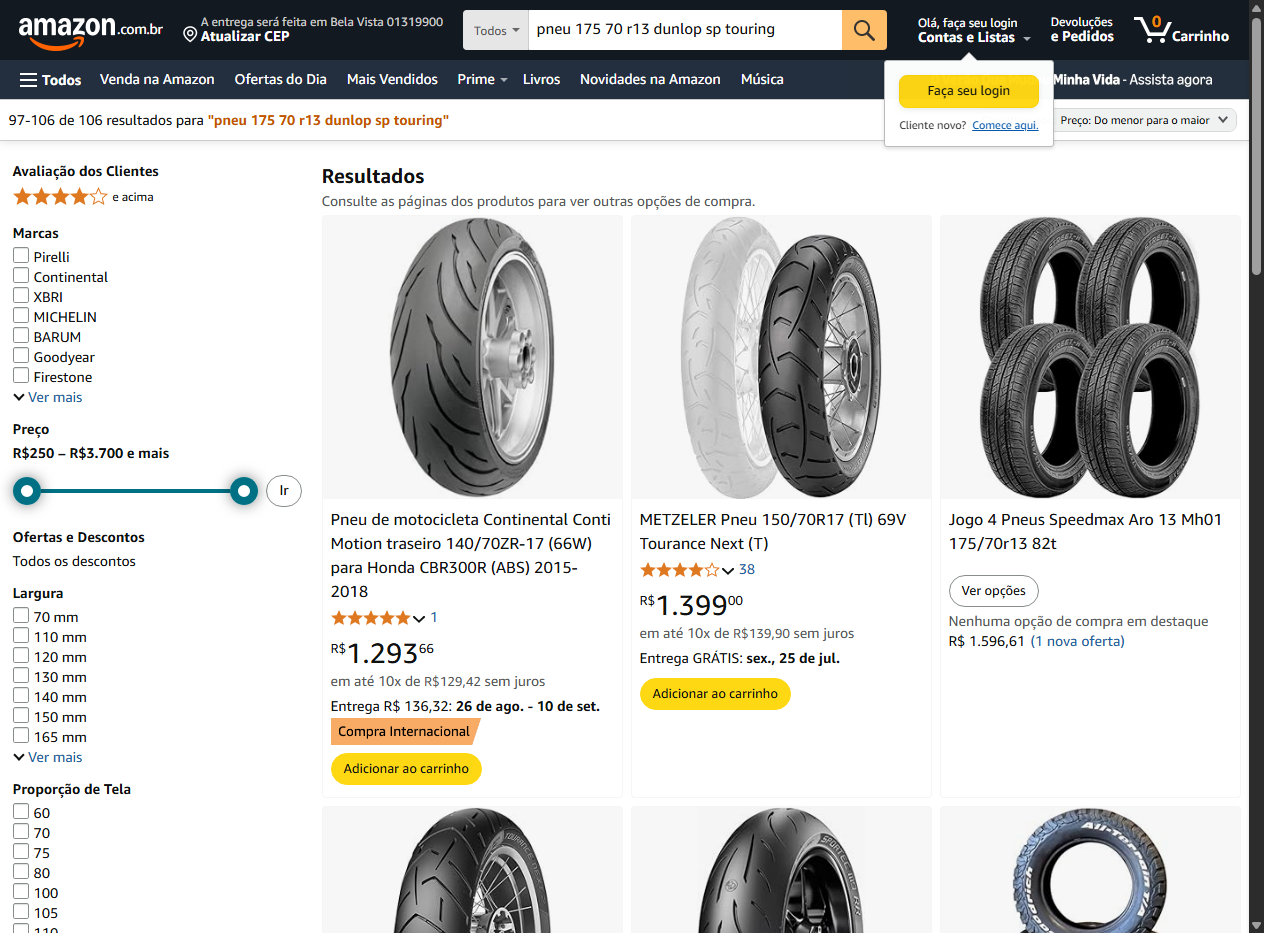 amazon.com.br
A entrega será feita em Bela Vista 01319900
Atualizar CEP
Todos
pneu 175 70 r13 dunlop sp touring
Olá, faça seu login
Contas e Listas
Devoluções
e Pedidos
0
Carrinho
Todos
Venda na Amazon
Ofertas do Dia
Mais Vendidos
Prime
Livros
Novidades na Amazon
Música
Minha Vida - Assista agora
Faça seu login
Cliente novo? Comece aqui.
97-106 de 106 resultados para "pneu 175 70 r13 dunlop sp touring"
Preço: Do menor para o maior
Avaliação dos Clientes
e acima
Marcas
Pirelli
Continental
XBRI
MICHELIN
BARUM
Goodyear
Firestone
Ver mais
Preço
R$250 – R$3.700 e mais
Ir
Ofertas e Descontos
Todos os descontos
Largura
70 mm
110 mm
120 mm
130 mm
140 mm
150 mm
165 mm
Ver mais
Proporção de Tela
60
70
75
80
100
105
110
Resultados
Consulte as páginas dos produtos para ver outras opções de compra.
Pneu de motocicleta Continental Conti
Motion traseiro 140/70ZR-17 (66W)
para Honda CBR300R (ABS) 2015-
2018
1
R$1.29366
em até 10x de R$129,42 sem juros
Entrega R$ 136,32: 26 de ago. - 10 de set.
Compra Internacional
Adicionar ao carrinho
METZELER Pneu 150/70R17 (Tl) 69V
Tourance Next (T)
38
R$1.39900
em até 10x de R$139,90 sem juros
Entrega GRÁTIS: sex., 25 de jul.
Adicionar ao carrinho
Jogo 4 Pneus Speedmax Aro 13 Mh01
175/70r13 82t
Ver opções
Nenhuma opção de compra em destaque
R$ 1.596,61 (1 nova oferta)
All-Terrain T/A